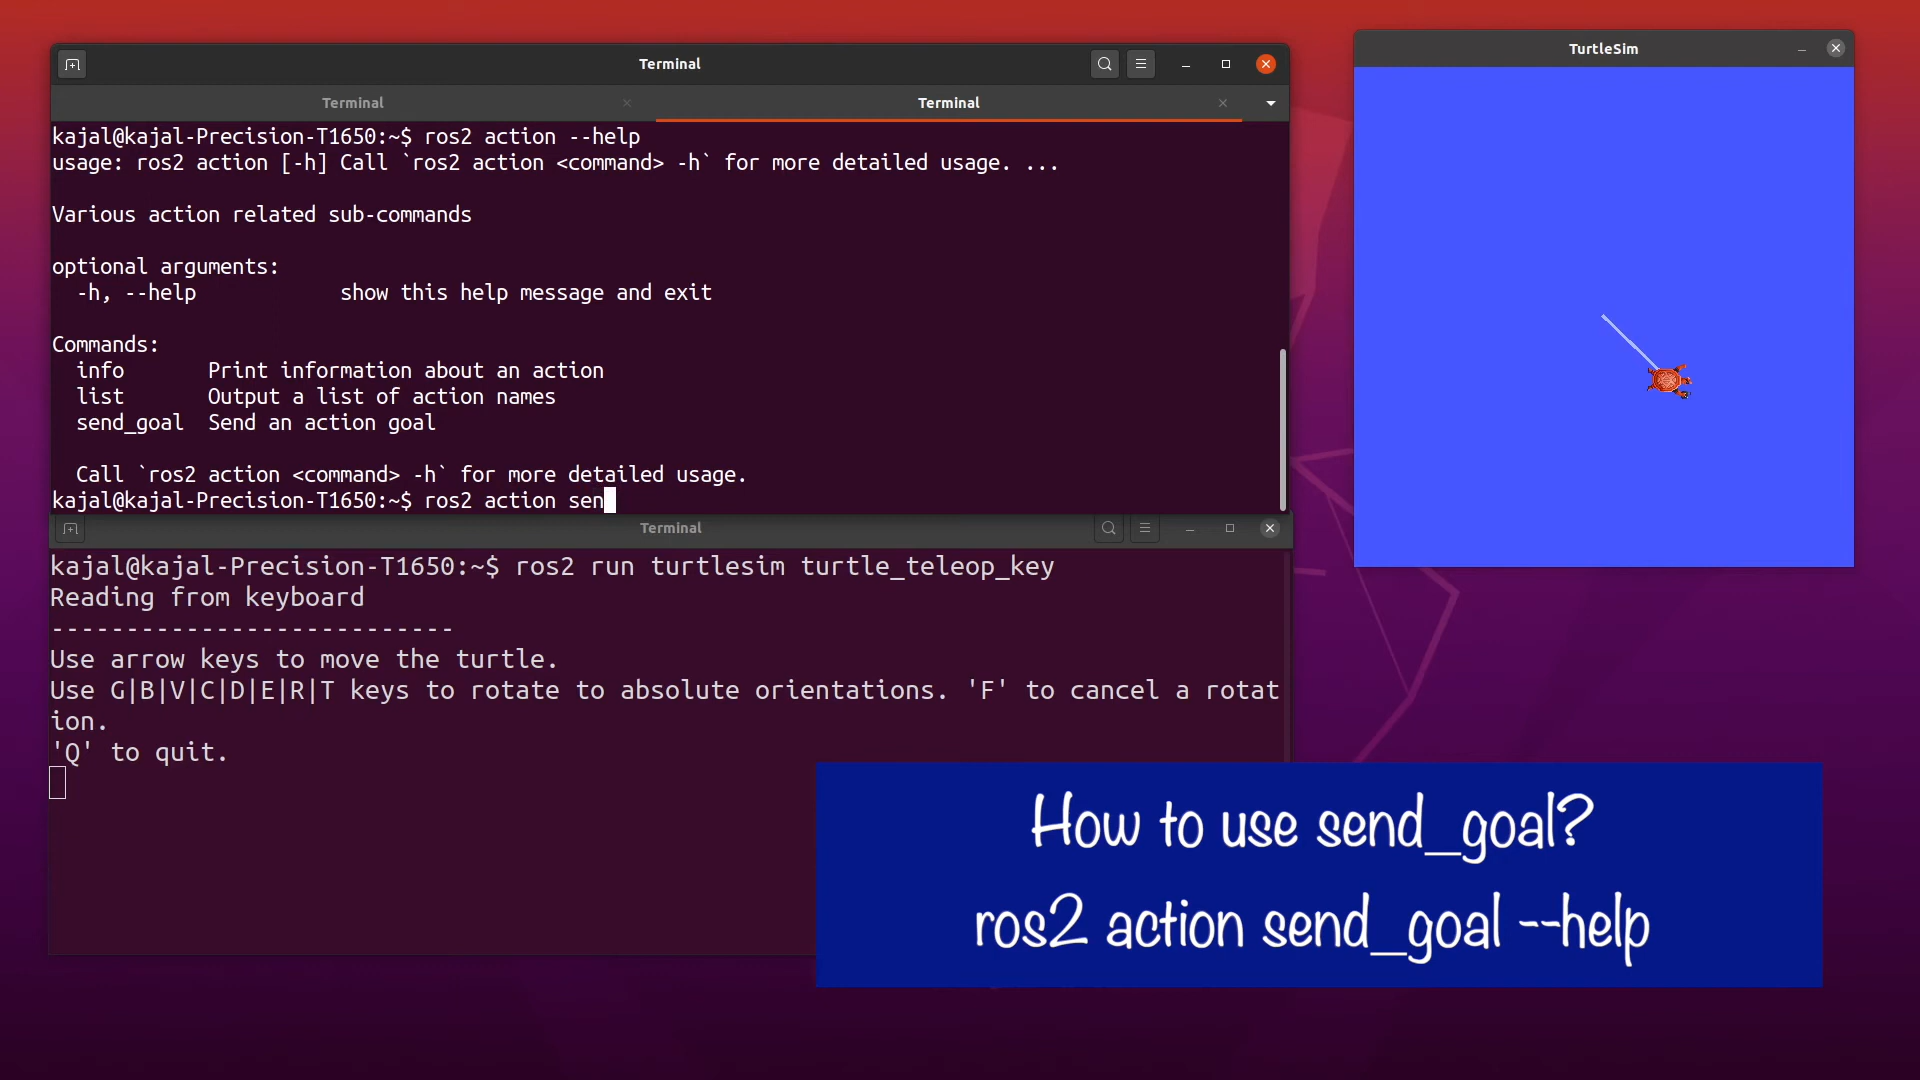 Terminal
Terminal
Terminal
kajal@kajal-Precision-T1650:~$ ros2 action --help
usage: ros2 action [-h] Call `ros2 action <command> -h` for more detailed usage. ...
Various action related sub-commands
optional arguments:
-h, --help show this help message and exit
Commands:
info Print information about an action
list Output a list of action names
send_goal Send an action goal
Call `ros2 action <command> -h` for more detailed usage.
kajal@kajal-Precision-T1650:~$ ros2 action sen
Terminal
kajal@kajal-Precision-T1650:~$ ros2 run turtlesim turtle_teleop_key
Reading from keyboard
---------------------------
Use arrow keys to move the turtle.
Use G|B|V|C|D|E|R|T keys to rotate to absolute orientations. 'F' to cancel a rotat
ion.
'Q' to quit.
TurtleSim
How to use send_goal?
ros2 action send_goal --help